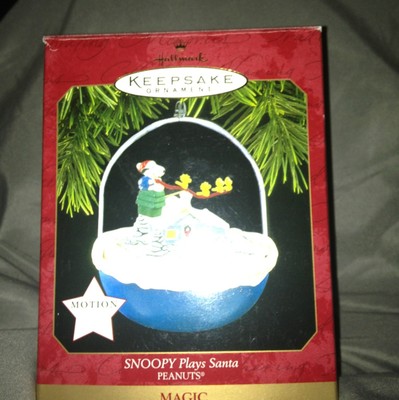 Hallmark
KEEPSAKE
ORNAMENT
MOTION
SNOOPY Plays Santa
PEANUTS®
MAGIC